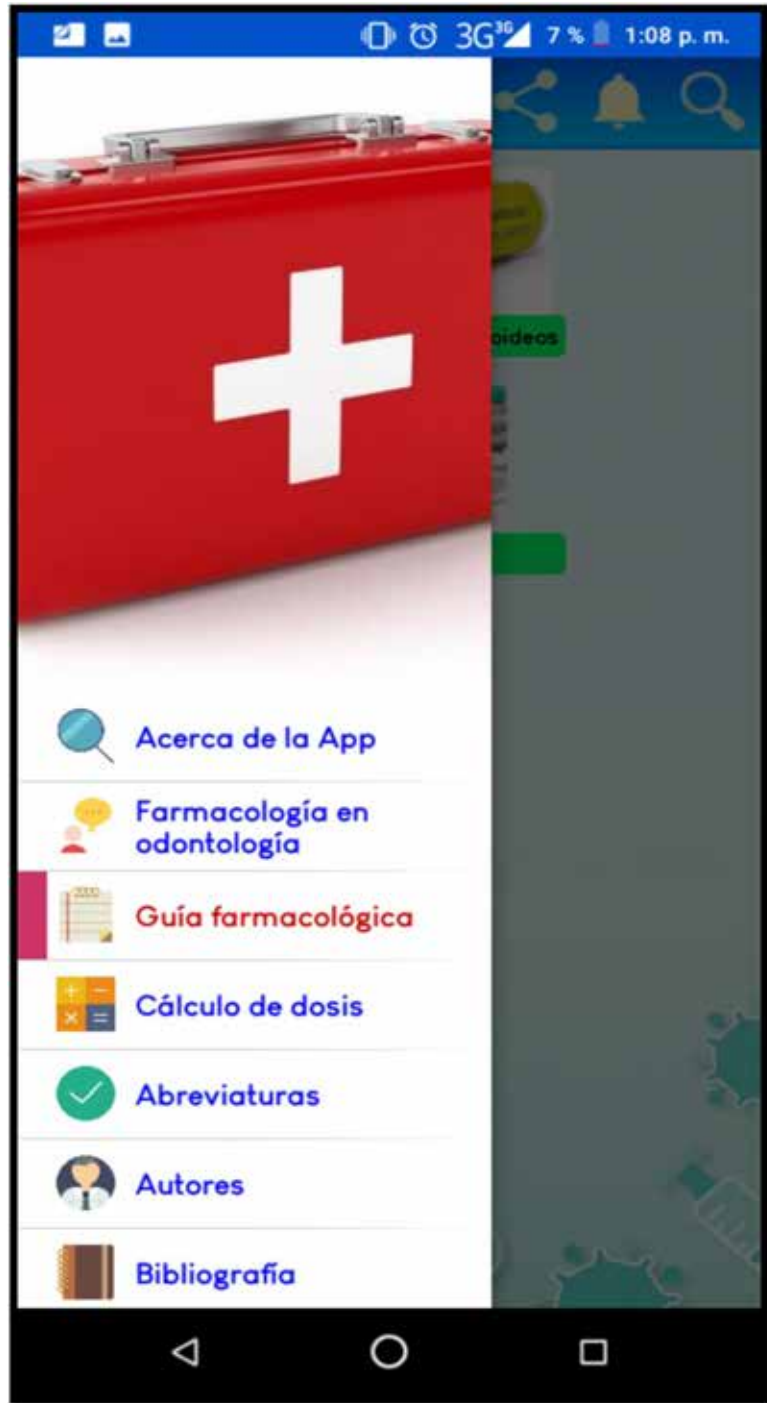 3G 3G 7 % 1:08 p. m.
oideos
Acerca de la App
Farmacología en
odontología
Guía farmacológica
Cálculo de dosis
Abreviaturas
Autores
Bibliografía